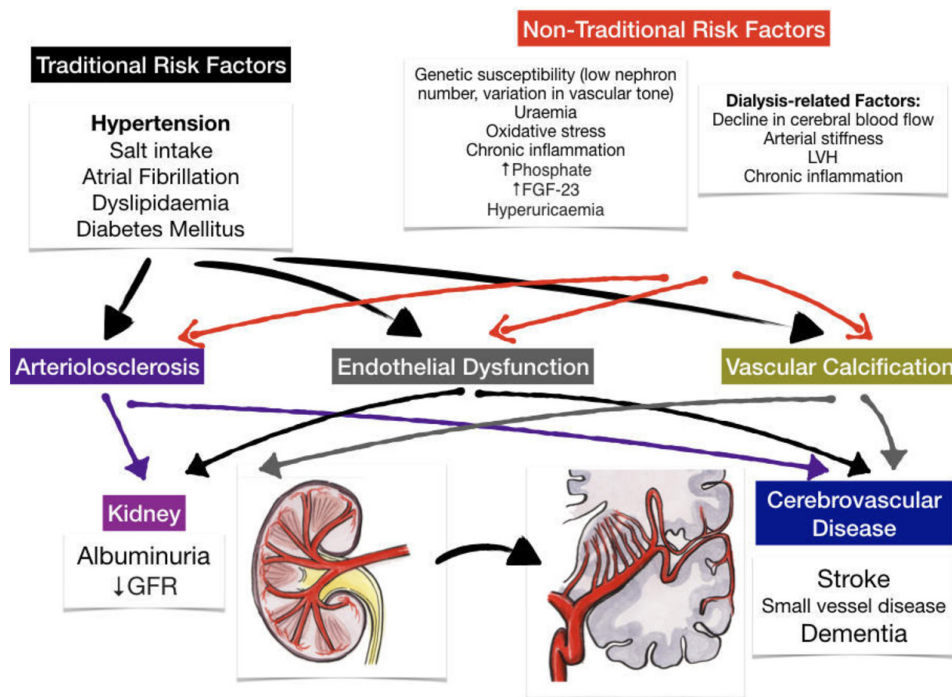 Non-Traditional Risk Factors
Traditional Risk Factors
Hypertension
Salt intake
Atrial Fibrillation
Dyslipidaemia
Diabetes Mellitus
Genetic susceptibility (low nephron
number, variation in vascular tone)
Uraemia
Oxidative stress
Chronic inflammation
↑Phosphate
↑FGF-23
Hyperuricaemia
Dialysis-related Factors:
Decline in cerebral blood flow
Arterial stiffness
LVH
Chronic inflammation
Arteriolosclerosis
Endothelial Dysfunction
Vascular Calcification
Kidney
Albuminuria
↓GFR
Cerebrovascular
Disease
Stroke
Small vessel disease
Dementia